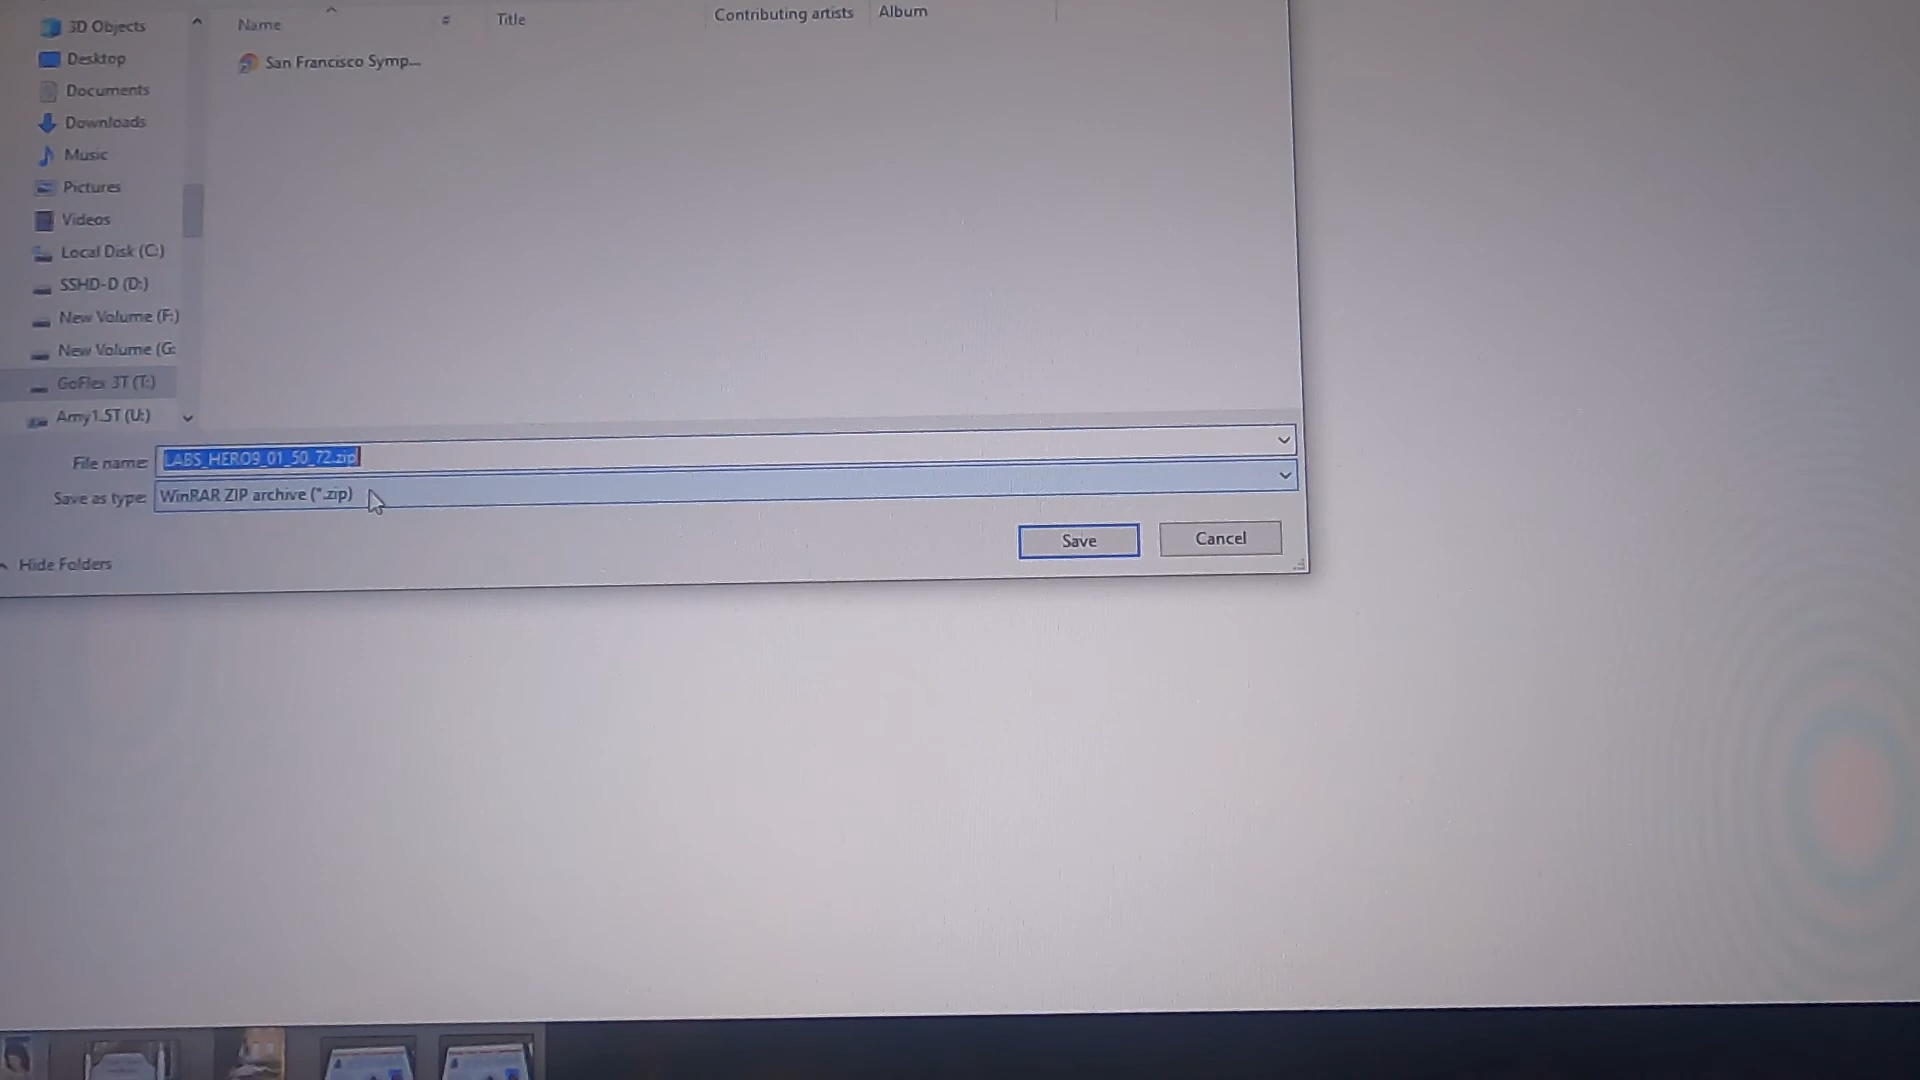 Name # Title Contributing artists Album
3D Objects
San Francisco Symp...
Desktop
Documents
Downloads
Music
Pictures
Videos
Local Disk (C:)
SSHD-D (D:)
New Volume (F:)
New Volume (G:
GoFlex 3T (T:)
Amy1.5T (U:)
File name: LABS_HERO9_01_50_72.zip
Save as type: WinRAR ZIP archive (*.zip)
Save Cancel
Hide Folders